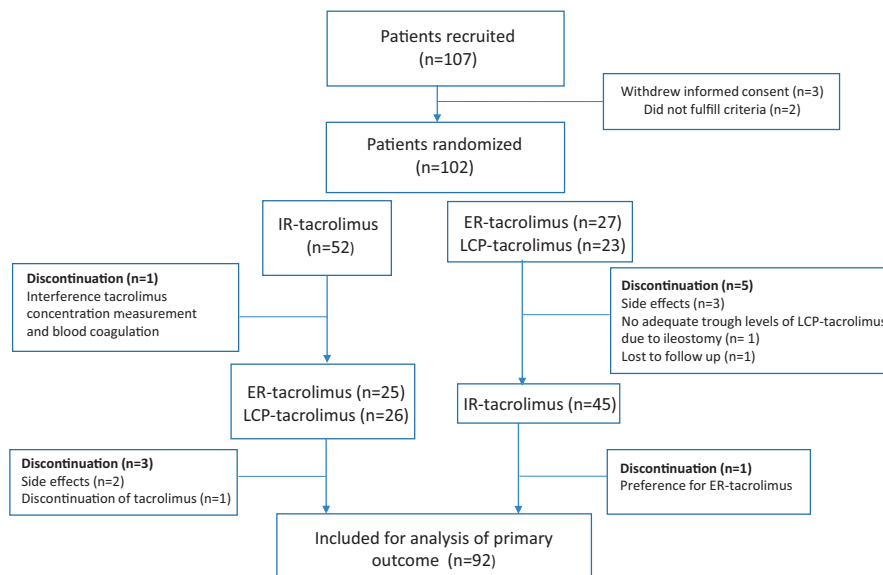 Patients recruited
(n=107)
Withdrew informed consent (n=3)
Did not fulfill criteria (n=2)
Patients randomized
(n=102)
IR-tacrolimus
(n=52)
ER-tacrolimus (n=27)
LCP-tacrolimus (n=23)
Discontinuation (n=1)
Interference tacrolimus
concentration measurement
and blood coagulation
Discontinuation (n=5)
Side effects (n=3)
No adequate trough levels of LCP-tacrolimus
due to ileostomy (n= 1)
Lost to follow up (n=1)
ER-tacrolimus (n=25)
LCP-tacrolimus (n=26)
IR-tacrolimus (n=45)
Discontinuation (n=3)
Side effects (n=2)
Discontinuation of tacrolimus (n=1)
Discontinuation (n=1)
Preference for ER-tacrolimus
Included for analysis of primary
outcome (n=92)